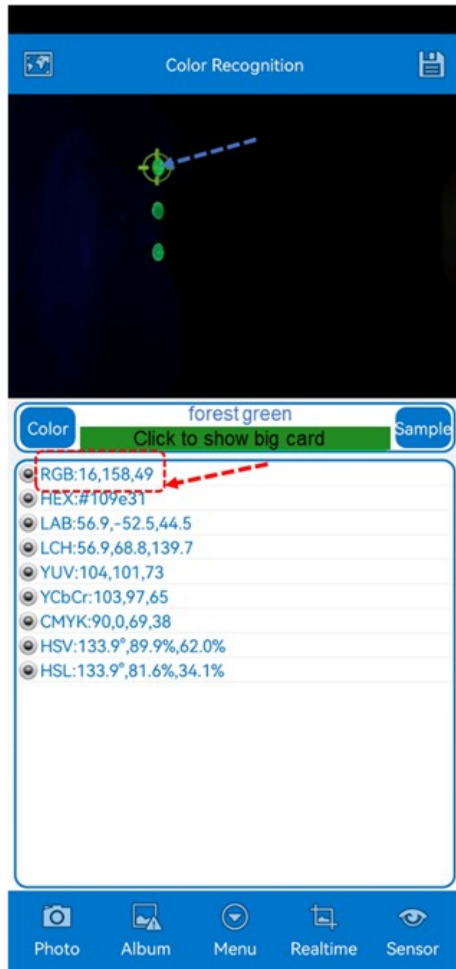 Color Recognition
forest green
Color
Click to show big card
Sample
RGB:16,158,49
HEX:#109e31
LAB:56.9,-52.5,44.5
LCH:56.9,68.8,139.7
YUV:104,101,73
YCbCr:103,97,65
CMYK:90,0,69,38
HSV:133.9°,89.9%,62.0%
HSL:133.9°,81.6%,34.1%
Photo
Album
Menu
Realtime
Sensor